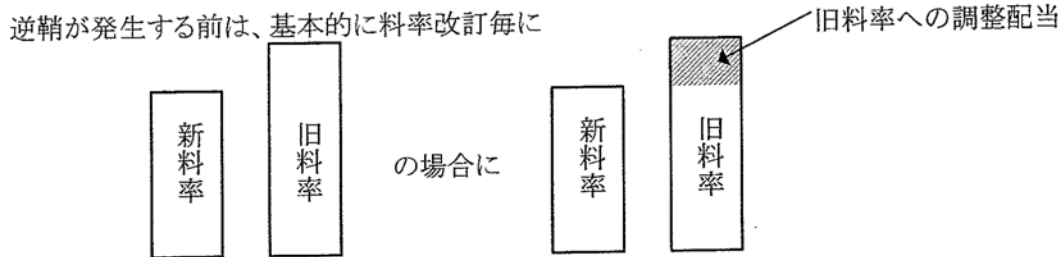 逆鞘が発生する前は、基本的に料率改訂毎に
旧料率への調整配当
新料率
旧料率
の場合に
新料率
旧料率